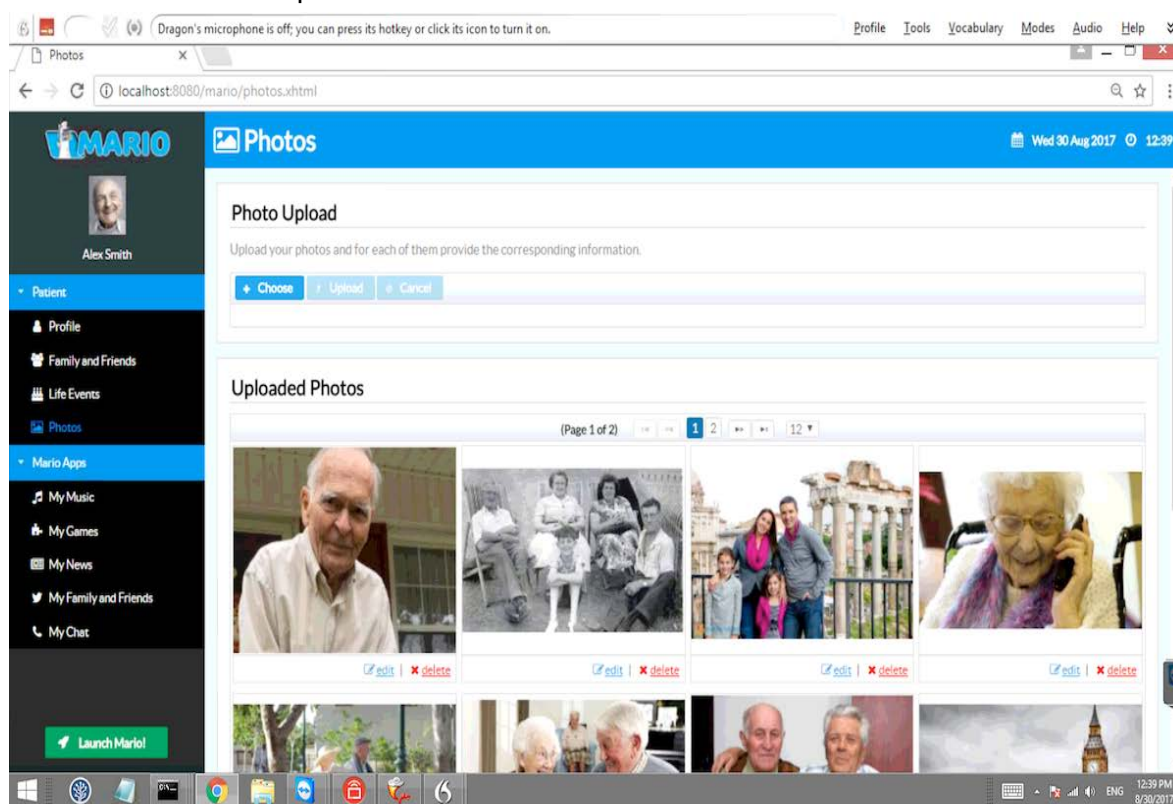 Dragon's microphone is off; you can press its hotkey or click its icon to turn it on. Profile Tools Vocabulary Modes Audio Help
Photos
localhost:8080/mario/photos.xhtml
MARIO
Photos
Wed 30 Aug 2017 12:39
Alex Smith
Photo Upload
Upload your photos and for each of them provide the corresponding information.
Choose Upload Cancel
Patient
Profile
Family and Friends
Life Events
Photos
Mario Apps
My Music
My Games
My News
My Family and Friends
My Chat
Launch Mario!
Uploaded Photos
(Page 1 of 2) 1 2 12
edit | delete edit | delete edit | delete edit | delete
ENG 12:39 PM
8/30/2017